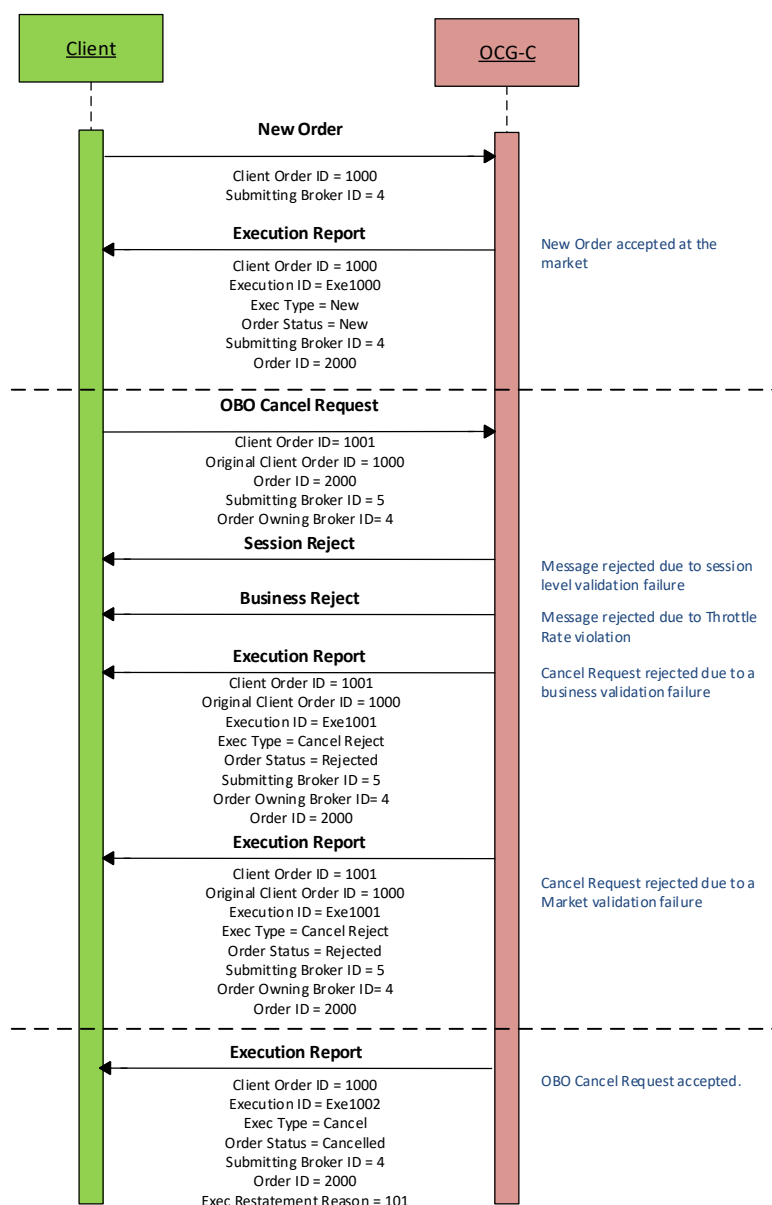 Client
OCG-C
New Order
Client Order ID = 1000
Submitting Broker ID = 4
Execution Report
New Order accepted at the
market
Client Order ID = 1000
Execution ID = Exe1000
Exec Type = New
Order Status = New
Submitting Broker ID = 4
Order ID = 2000
OBO Cancel Request
Client Order ID= 1001
Original Client Order ID = 1000
Order ID = 2000
Submitting Broker ID = 5
Order Owning Broker ID= 4
Session Reject
Message rejected due to session
level validation failure
Business Reject
Message rejected due to Throttle
Rate violation
Execution Report
Cancel Request rejected due to a
business validation failure
Client Order ID = 1001
Original Client Order ID = 1000
Execution ID = Exe1001
Exec Type = Cancel Reject
Order Status = Rejected
Submitting Broker ID = 5
Order Owning Broker ID= 4
Order ID = 2000
Execution Report
Cancel Request rejected due to a
Market validation failure
Client Order ID = 1001
Original Client Order ID = 1000
Execution ID = Exe1001
Exec Type = Cancel Reject
Order Status = Rejected
Submitting Broker ID = 5
Order Owning Broker ID= 4
Order ID = 2000
Execution Report
OBO Cancel Request accepted.
Client Order ID = 1000
Execution ID = Exe1002
Exec Type = Cancel
Order Status = Cancelled
Submitting Broker ID = 4
Order ID = 2000
Exec Restatement Reason = 101